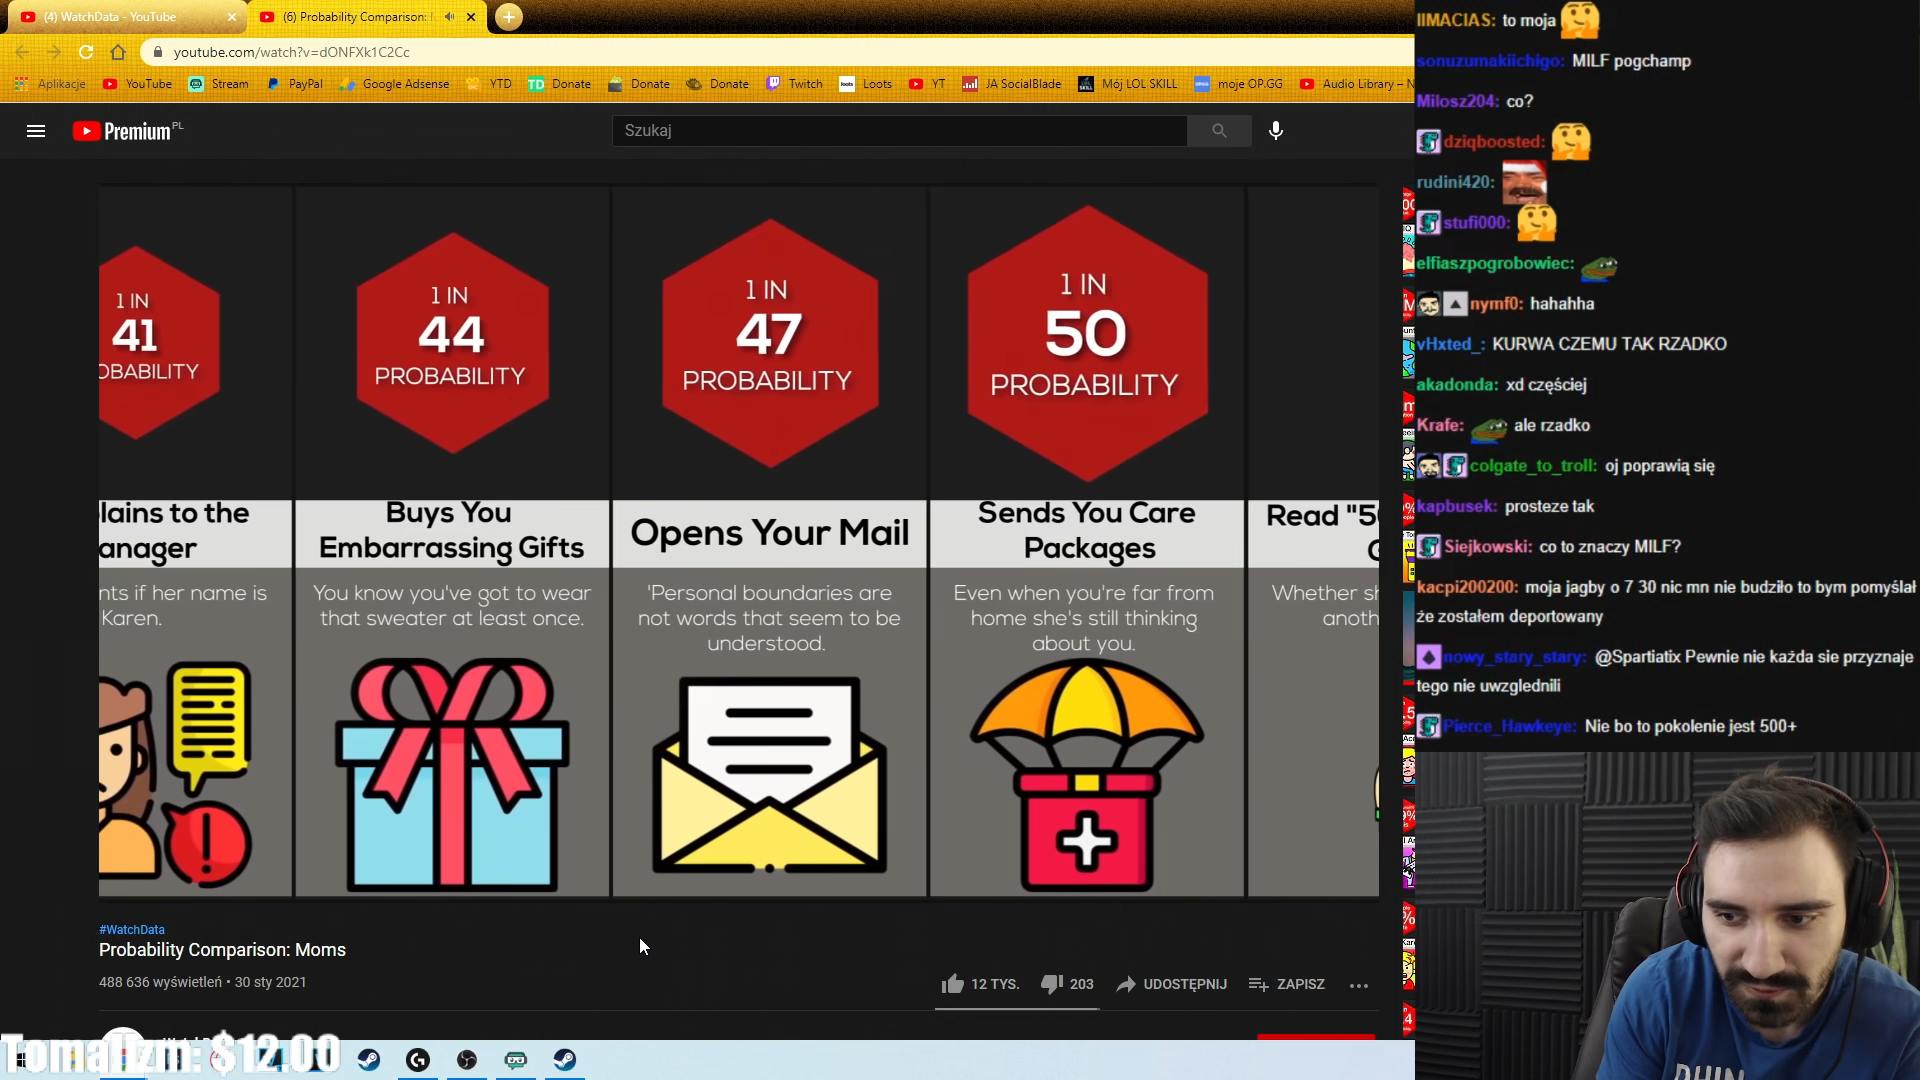 (4) WatchData - YouTube
(6) Probability Comparison:
youtube.com/watch?v=dONFXk1C2Cc
Aplikacje YouTube Stream PayPal Google Adsense YTD TD Donate Donate Donate Twitch Loots YT JA SocialBlade Mój LOL SKILL moje OP.GG Audio Library – N
Premium PL
Szukaj
1 IN
41
OBABILITY
lains to the
anager
nts if her name is
Karen.
1 IN
44
PROBABILITY
Buys You
Embarrassing Gifts
You know you've got to wear
that sweater at least once.
1 IN
47
PROBABILITY
Opens Your Mail
'Personal boundaries are
not words that seem to be
understood.
1 IN
50
PROBABILITY
Sends You Care
Packages
Even when you're far from
home she's still thinking
about you.
Read "5
Whether sh
anoth
#WatchData
Probability Comparison: Moms
488 636 wyświetleń • 30 sty 2021
12 TYS. 203 UDOSTĘPNIJ ZAPISZ
Tomalizm: $12.00
IIMACIAS: to moja
sonuzumakiichigo: MILF pogchamp
Milosz204: co?
dziqboosted:
rudini420:
stufi000:
elfiaszpogrobowiec:
nymf0: hahahha
vHxted_: KURWA CZEMU TAK RZADKO
akadonda: xd częściej
Krafe: ale rzadko
colgate_to_troll: oj poprawią się
kapbusek: prosteze tak
Siejkowski: co to znaczy MILF?
kacpi200200: moja jagby o 7 30 nic mn nie budziło to bym pomyślał
że zostałem deportowany
nowy_stary_stary: @Spartiatix Pewnie nie każda sie przyznaje
tego nie uwzglednili
Pierce_Hawkeye: Nie bo to pokolenie jest 500+